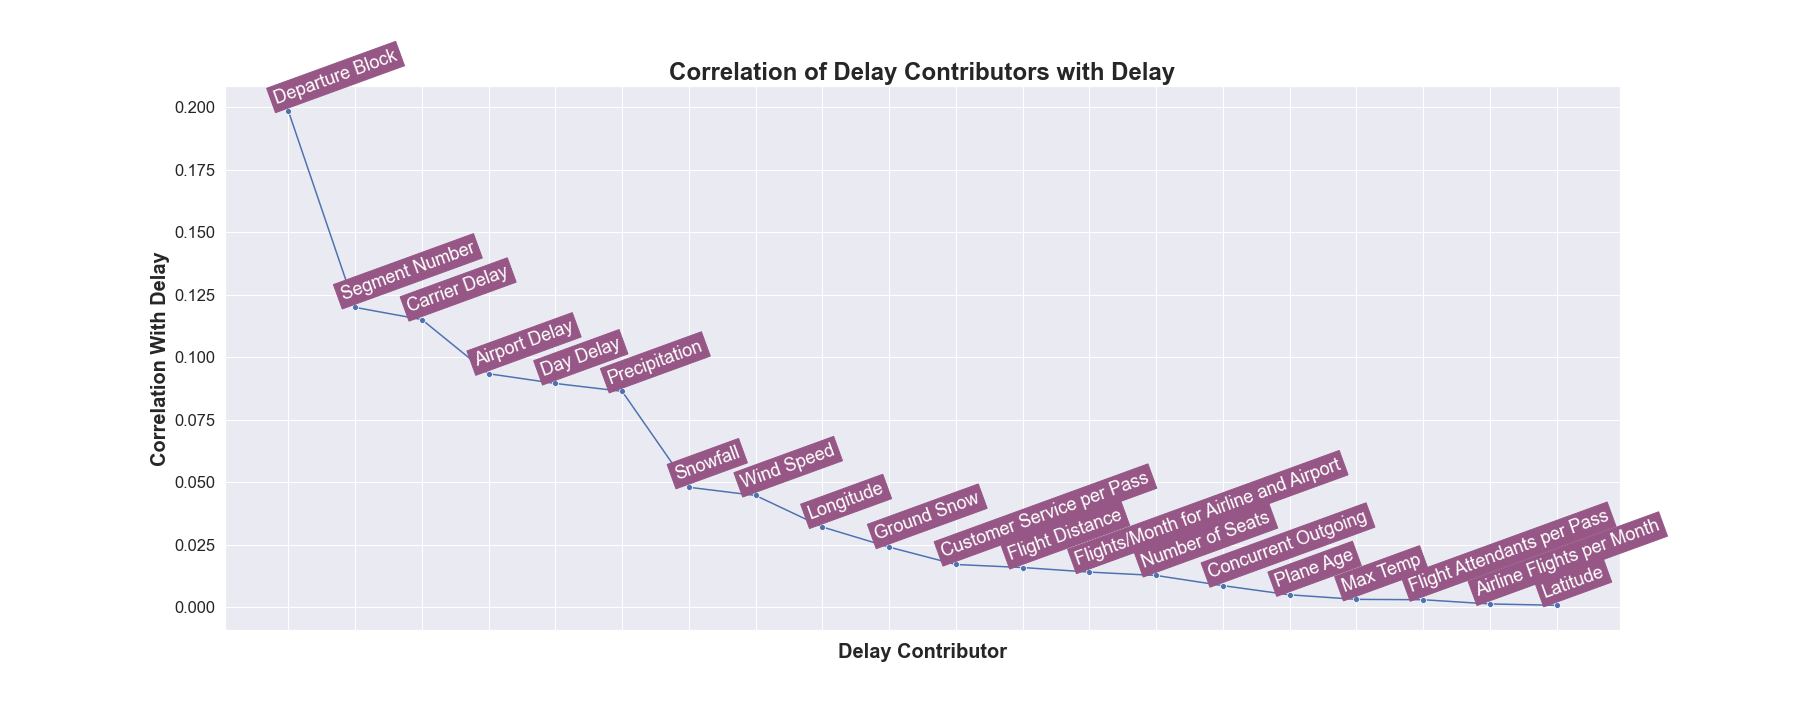 Correlation of Delay Contributors with Delay
Correlation With Delay
0.200
0.175
0.150
0.125
0.100
0.075
0.050
0.025
0.000
Departure Block
Segment Number
Carrier Delay
Airport Delay
Day Delay
Precipitation
Snowfall
Wind Speed
Longitude
Ground Snow
Customer Service per Pass
Flight Distance
Flights/Month for Airline and Airport
Number of Seats
Concurrent Outgoing
Plane Age
Max Temp
Flight Attendants per Pass
Airline Flights per Month
Latitude
Delay Contributor